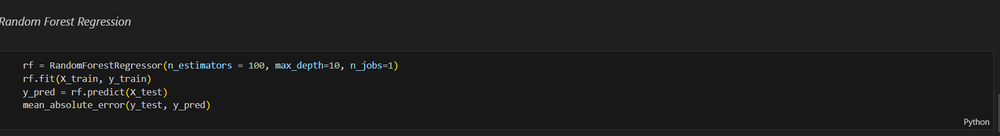 Random Forest Regression
rf = RandomForestRegressor(n_estimators = 100, max_depth=10, n_jobs=1)
rf.fit(X_train, y_train)
y_pred = rf.predict(X_test)
mean_absolute_error(y_test, y_pred)
Python